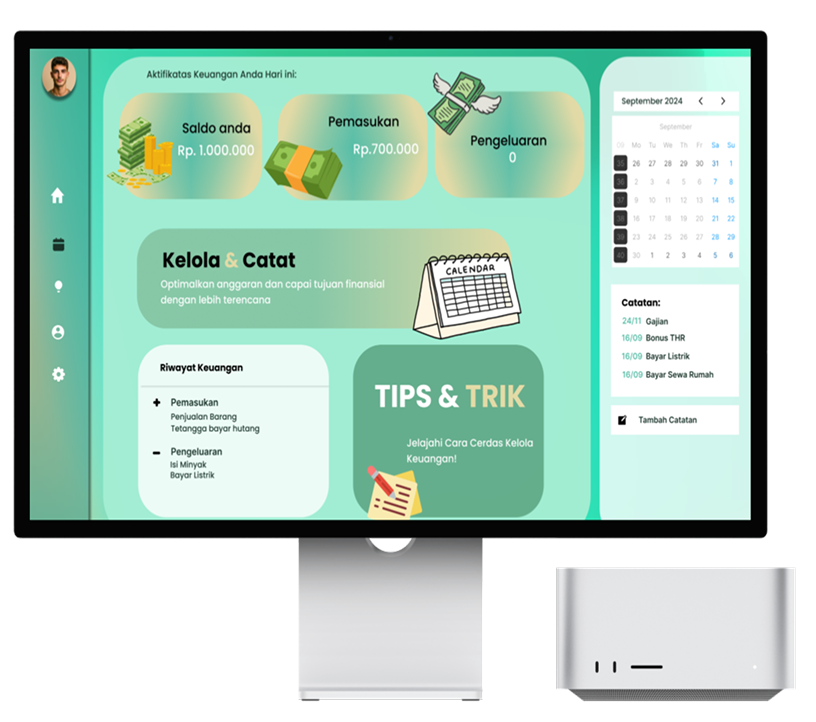 Aktifikatas Keuangan Anda Hari ini:
Saldo anda
Rp. 1.000.000
Pemasukan
Rp.700.000
Pengeluaran
0
Kelola & Catat
Optimalkan anggaran dan capai tujuan finansial
dengan lebih terencana
CALENDAR
Riwayat Keuangan
Pemasukan
Penjualan Barang
Tetangga bayar hutang
Pengeluaran
Isi Minyak
Bayar Listrik
TIPS & TRIK
Jelajahi Cara Cerdas Kelola
Keuangan!
September 2024
September
09 Mo Tu We Th Fr Sa Su
35 26 27 28 29 30 31 1
36 2 3 4 5 6 7 8
37 9 10 11 12 13 14 15
38 16 17 18 19 20 21 22
39 23 24 25 26 27 28 29
40 30 1 2 3 4 5 6
Catatan:
24/11 Gajian
16/09 Bonus THR
16/09 Bayar Listrik
16/09 Bayar Sewa Rumah
Tambah Catatan